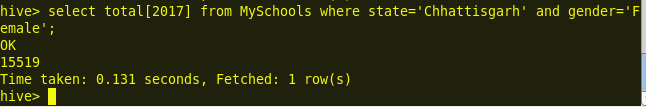 hive> select total[2017] from MySchools where state='Chhattisgarh' and gender='F
emale';
OK
15519
Time taken: 0.131 seconds, Fetched: 1 row(s)
hive>